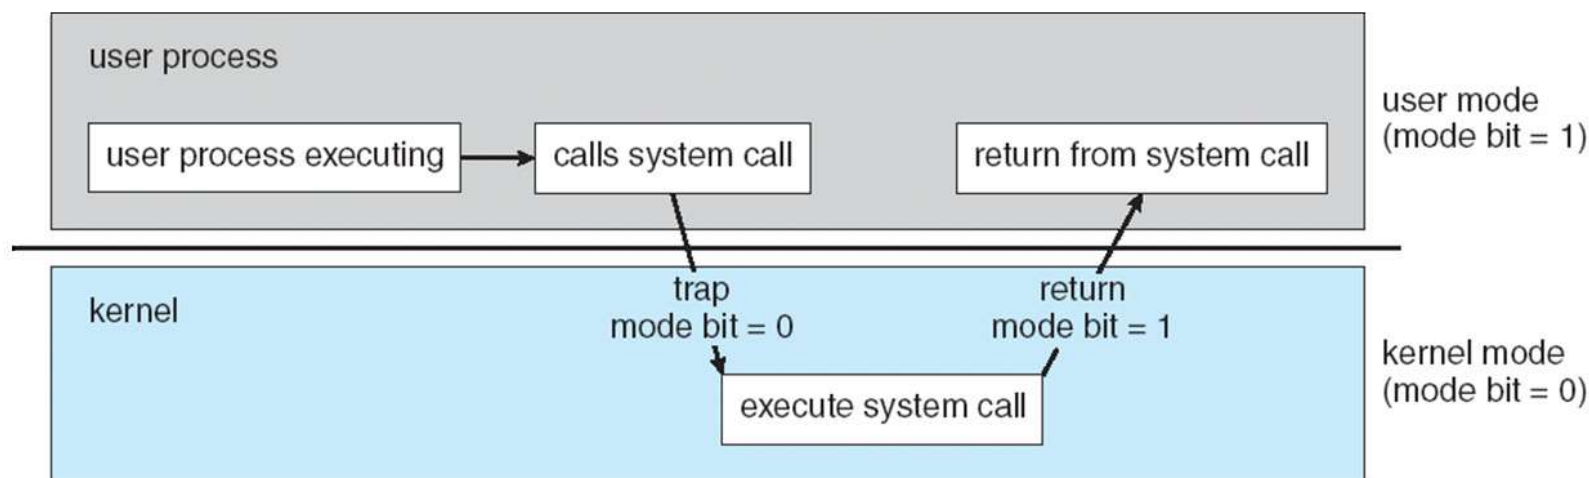 user process
user process executing
calls system call
return from system call
user mode
(mode bit = 1)
kernel
trap
mode bit = 0
return
mode bit = 1
execute system call
kernel mode
(mode bit = 0)